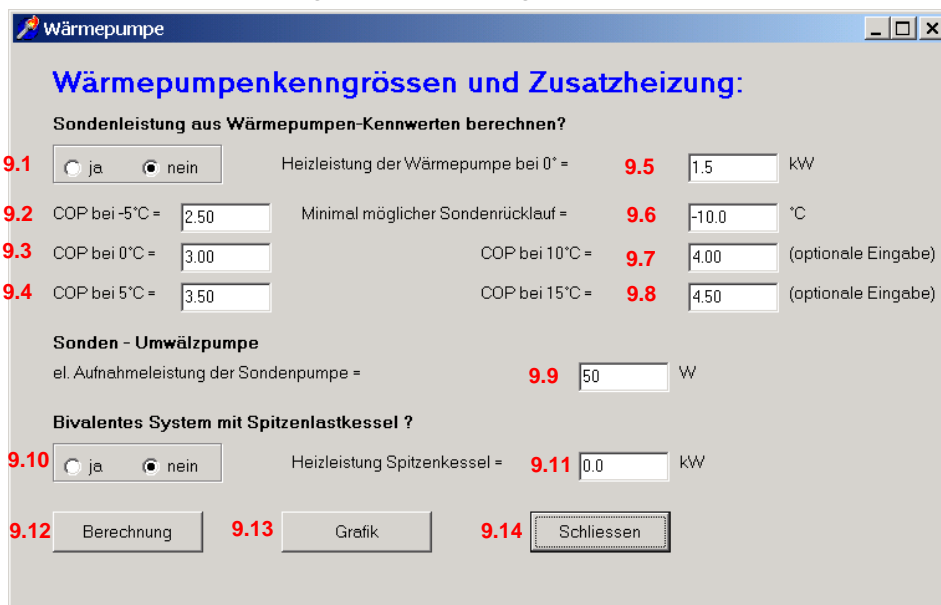 Wärmepumpe
Wärmepumpenkenngrössen und Zusatzheizung:
Sondenleistung aus Wärmepumpen-Kennwerten berechnen?
9.1 ja nein Heizleistung der Wärmepumpe bei 0° = 9.5 1.5 kW
9.2 COP bei -5°C = 2.50 Minimal möglicher Sondenrücklauf = 9.6 -10.0 °C
9.3 COP bei 0°C = 3.00 COP bei 10°C = 9.7 4.00 (optionale Eingabe)
9.4 COP bei 5°C = 3.50 COP bei 15°C = 9.8 4.50 (optionale Eingabe)
Sonden - Umwälzpumpe
el. Aufnahmeleistung der Sondenpumpe = 9.9 50 W
Bivalentes System mit Spitzenlastkessel ?
9.10 ja nein Heizleistung Spitzenkessel = 9.11 0.0 kW
9.12 Berechnung 9.13 Grafik 9.14 Schliessen